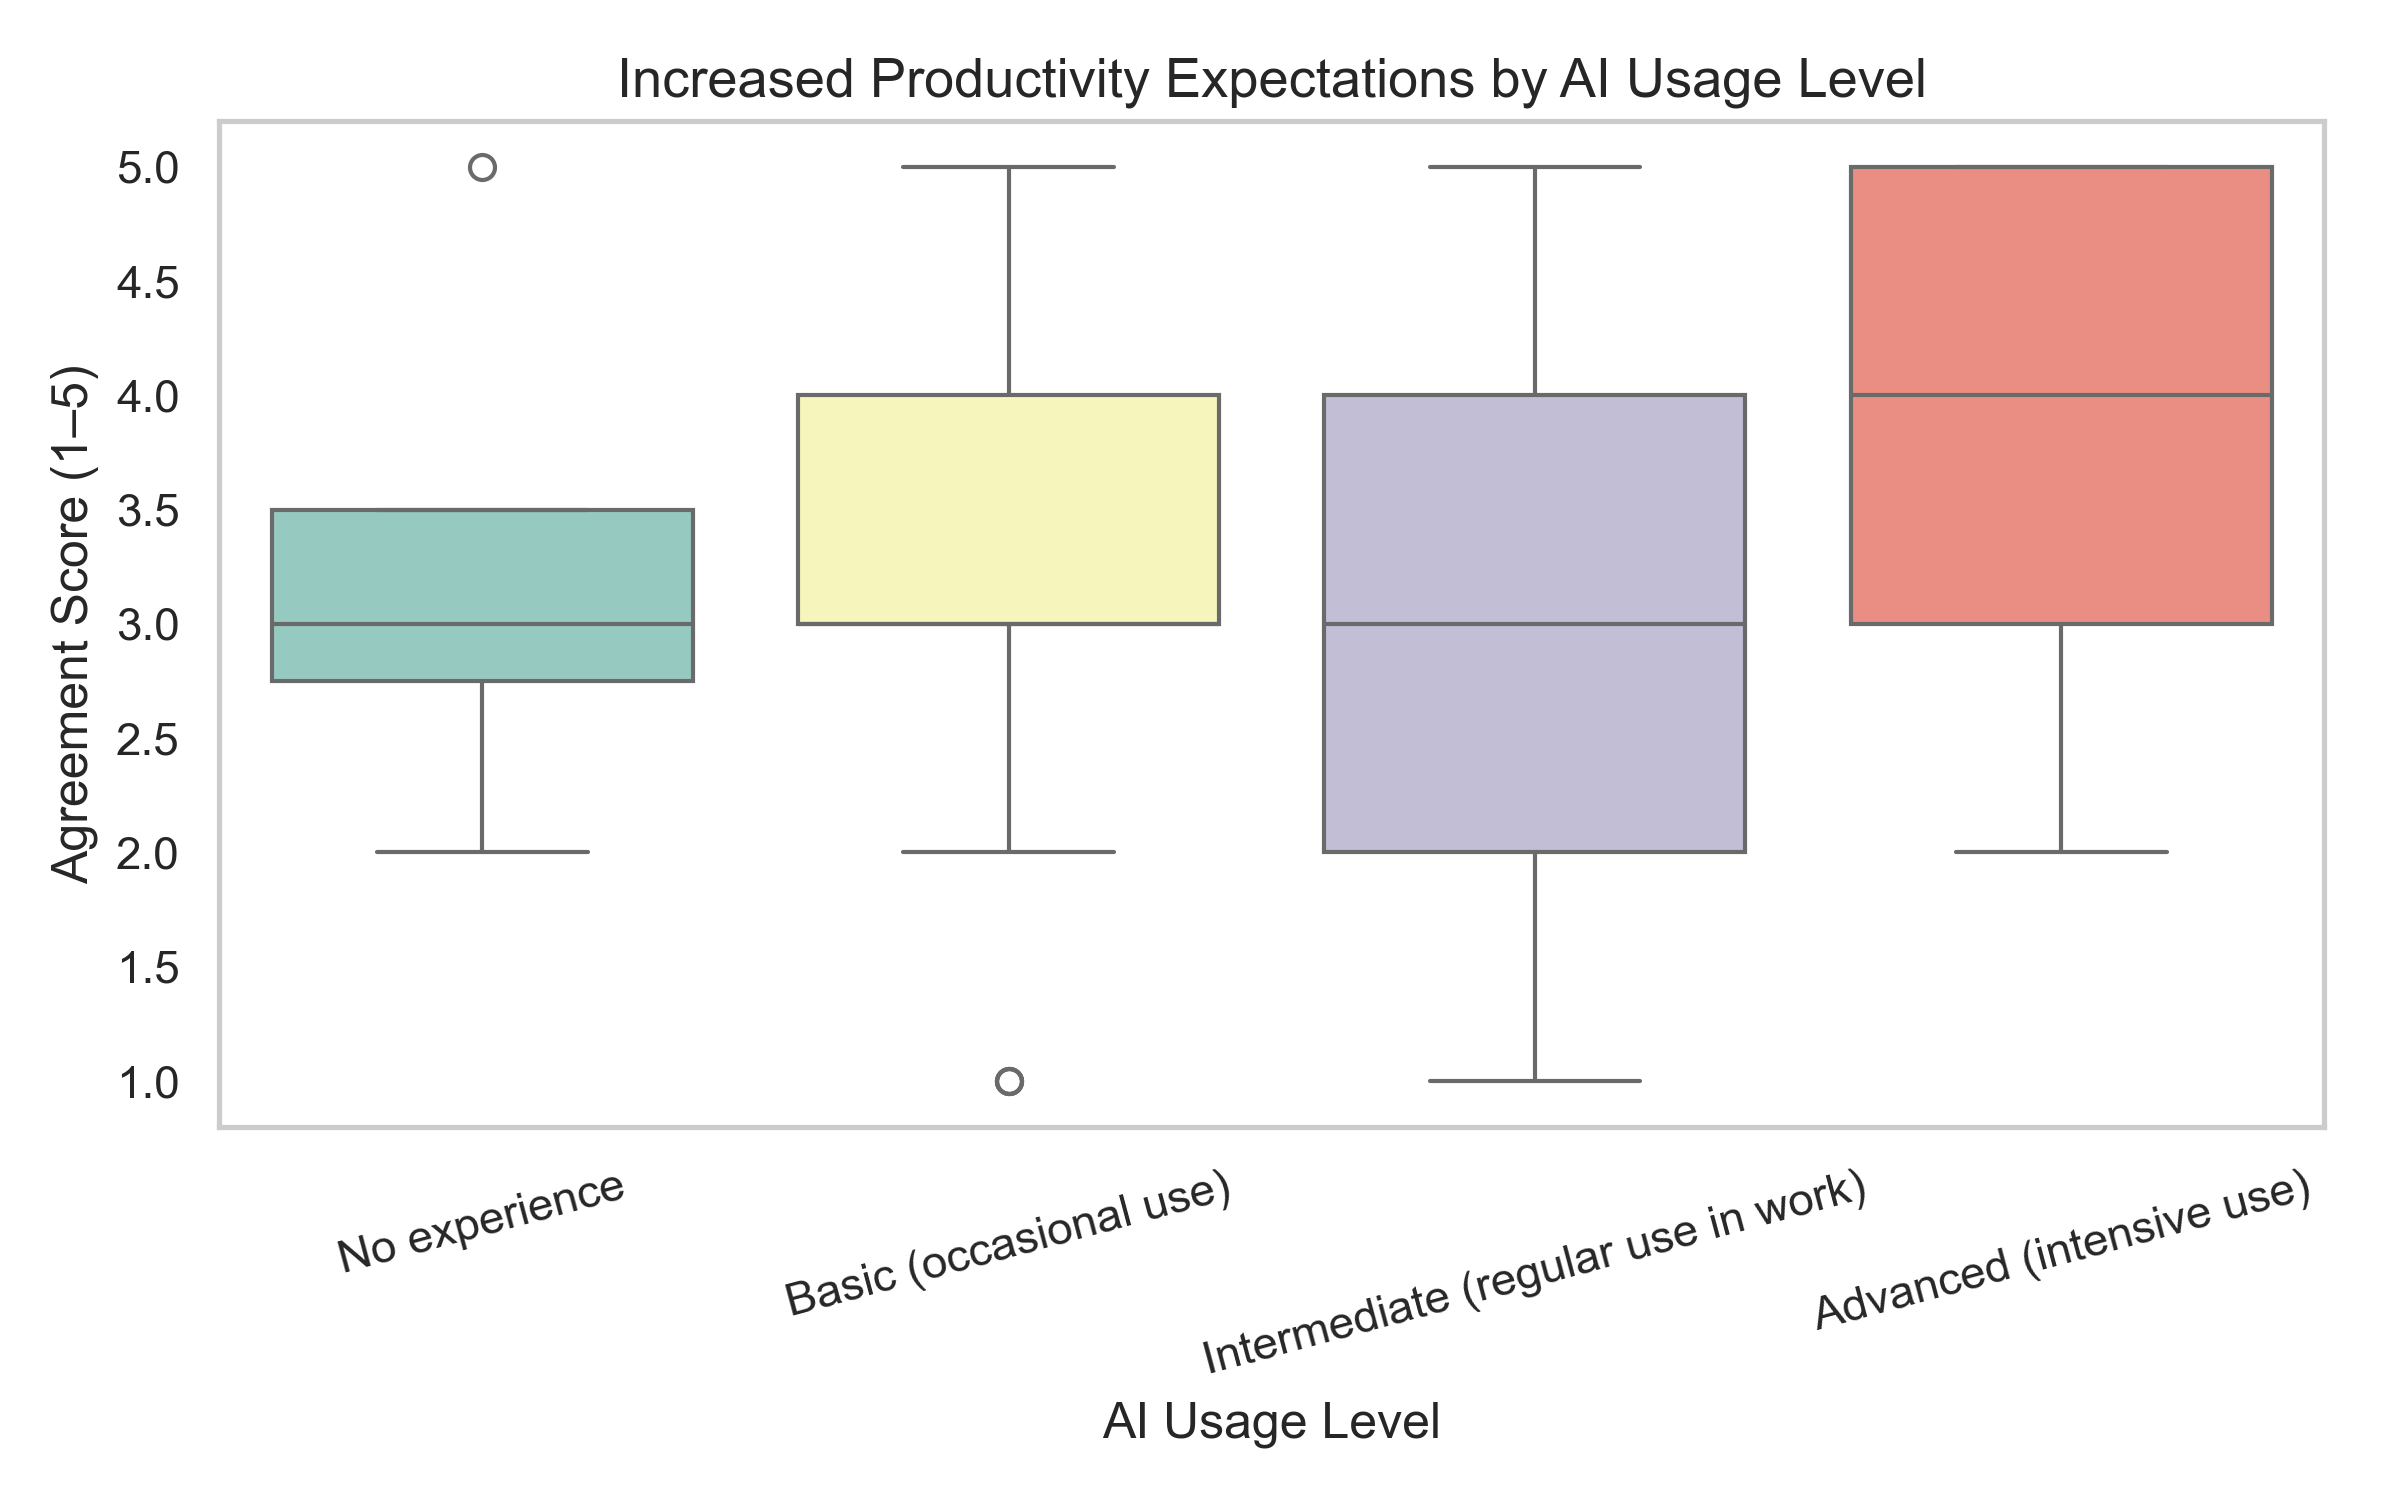 Increased Productivity Expectations by AI Usage Level
Agreement Score (1–5)
5.0
4.5
4.0
3.5
3.0
2.5
2.0
1.5
1.0
No experience
Basic (occasional use)
Intermediate (regular use in work)
Advanced (intensive use)
AI Usage Level